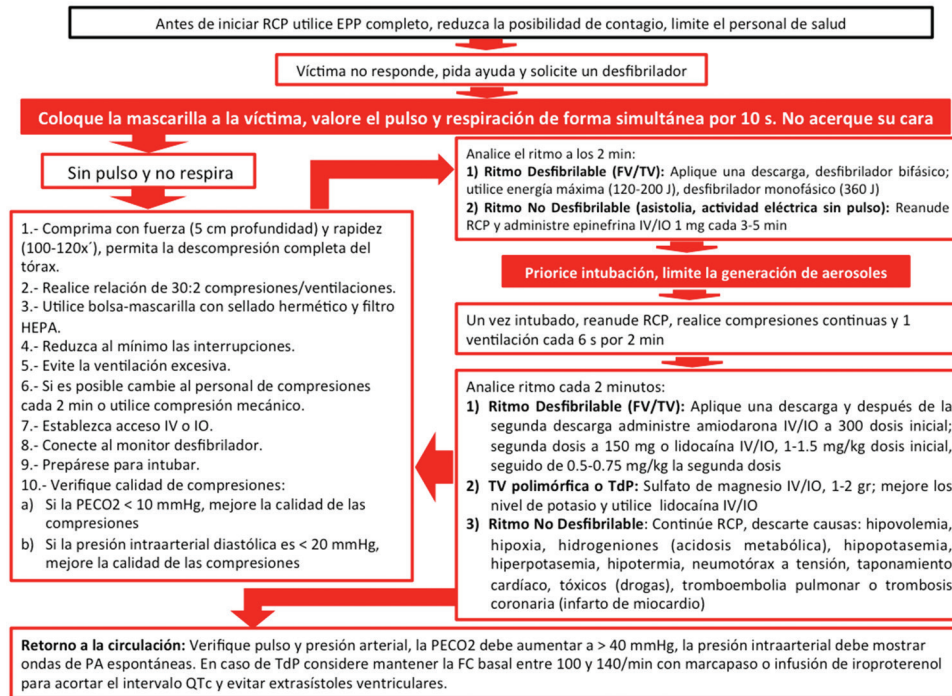 Antes de iniciar RCP utilice EPP completo, reduzca la posibilidad de contagio, limite el personal de salud
Víctima no responde, pida ayuda y solicite un desfibrilador
Coloque la mascarilla a la víctima, valore el pulso y respiración de forma simultánea por 10 s. No acerque su cara
Sin pulso y no respira
1.- Comprima con fuerza (5 cm profundidad) y rapidez
(100-120x´), permita la descompresión completa del
tórax.
2.- Realice relación de 30:2 compresiones/ventilaciones.
3.- Utilice bolsa-mascarilla con sellado hermético y filtro
HEPA.
4.- Reduzca al mínimo las interrupciones.
5.- Evite la ventilación excesiva.
6.- Si es posible cambie al personal de compresiones
cada 2 min o utilice compresión mecánico.
7.- Establezca acceso IV o IO.
8.- Conecte al monitor desfibrilador.
9.- Prepárese para intubar.
10.- Verifique calidad de compresiones:
a) Si la PECO2 < 10 mmHg, mejore la calidad de las
compresiones
b) Si la presión intraarterial diastólica es < 20 mmHg,
mejore la calidad de las compresiones
Analice el ritmo a los 2 min:
1) Ritmo Desfibrilable (FV/TV): Aplique una descarga, desfibrilador bifásico;
utilice energía máxima (120-200 J), desfibrilador monofásico (360 J)
2) Ritmo No Desfibrilable (asistolia, actividad eléctrica sin pulso): Reanude
RCP y administre epinefrina IV/IO 1 mg cada 3-5 min
Priorice intubación, limite la generación de aerosoles
Un vez intubado, reanude RCP, realice compresiones continuas y 1
ventilación cada 6 s por 2 min
Analice ritmo cada 2 minutos:
1) Ritmo Desfibrilable (FV/TV): Aplique una descarga y después de la
segunda descarga administre amiodarona IV/IO a 300 dosis inicial;
segunda dosis a 150 mg o lidocaína IV/IO, 1-1.5 mg/kg dosis inicial,
seguido de 0.5-0.75 mg/kg la segunda dosis
2) TV polimórfica o TdP: Sulfato de magnesio IV/IO, 1-2 gr; mejore los
nivel de potasio y utilice lidocaína IV/IO
3) Ritmo No Desfibrilable: Continúe RCP, descarte causas: hipovolemia,
hipoxia, hidrogeniones (acidosis metabólica), hipopotasemia,
hiperpotasemia, hipotermia, neumotórax a tensión, taponamiento
cardíaco, tóxicos (drogas), tromboembolia pulmonar o trombosis
coronaria (infarto de miocardio)
Retorno a la circulación: Verifique pulso y presión arterial, la PECO2 debe aumentar a > 40 mmHg, la presión intraarterial debe mostrar
ondas de PA espontáneas. En caso de TdP considere mantener la FC basal entre 100 y 140/min con marcapaso o infusión de iroproterenol
para acortar el intervalo QTc y evitar extrasístoles ventriculares.